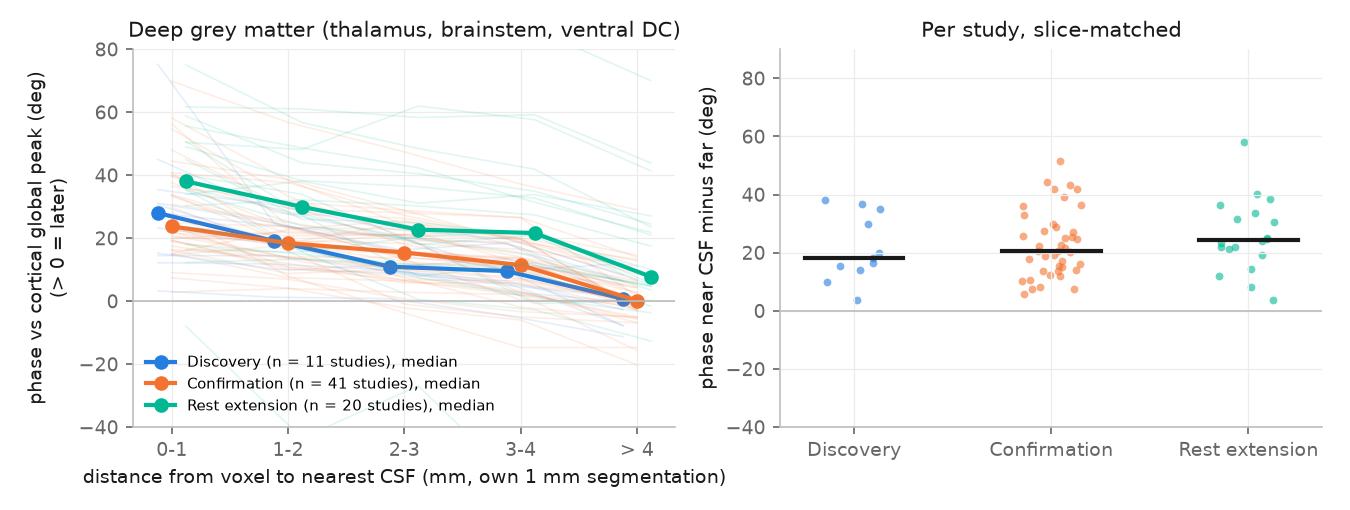 Deep grey matter (thalamus, brainstem, ventral DC)
phase vs cortical global peak (deg)
(> 0 = later)
80
60
40
20
0
−20
−40
Discovery (n = 11 studies), median
Confirmation (n = 41 studies), median
Rest extension (n = 20 studies), median
0-1
1-2
2-3
3-4
> 4
distance from voxel to nearest CSF (mm, own 1 mm segmentation)
Per study, slice-matched
phase near CSF minus far (deg)
80
60
40
20
0
−20
−40
Discovery
Confirmation
Rest extension